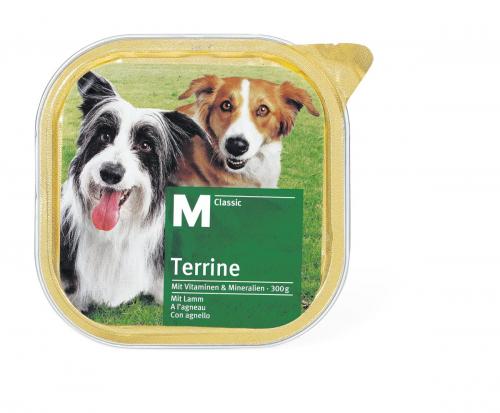 M
Classic
Terrine
Mit Vitaminen & Mineralien · 300g
Mit Lamm
A l'agneau
Con agnello